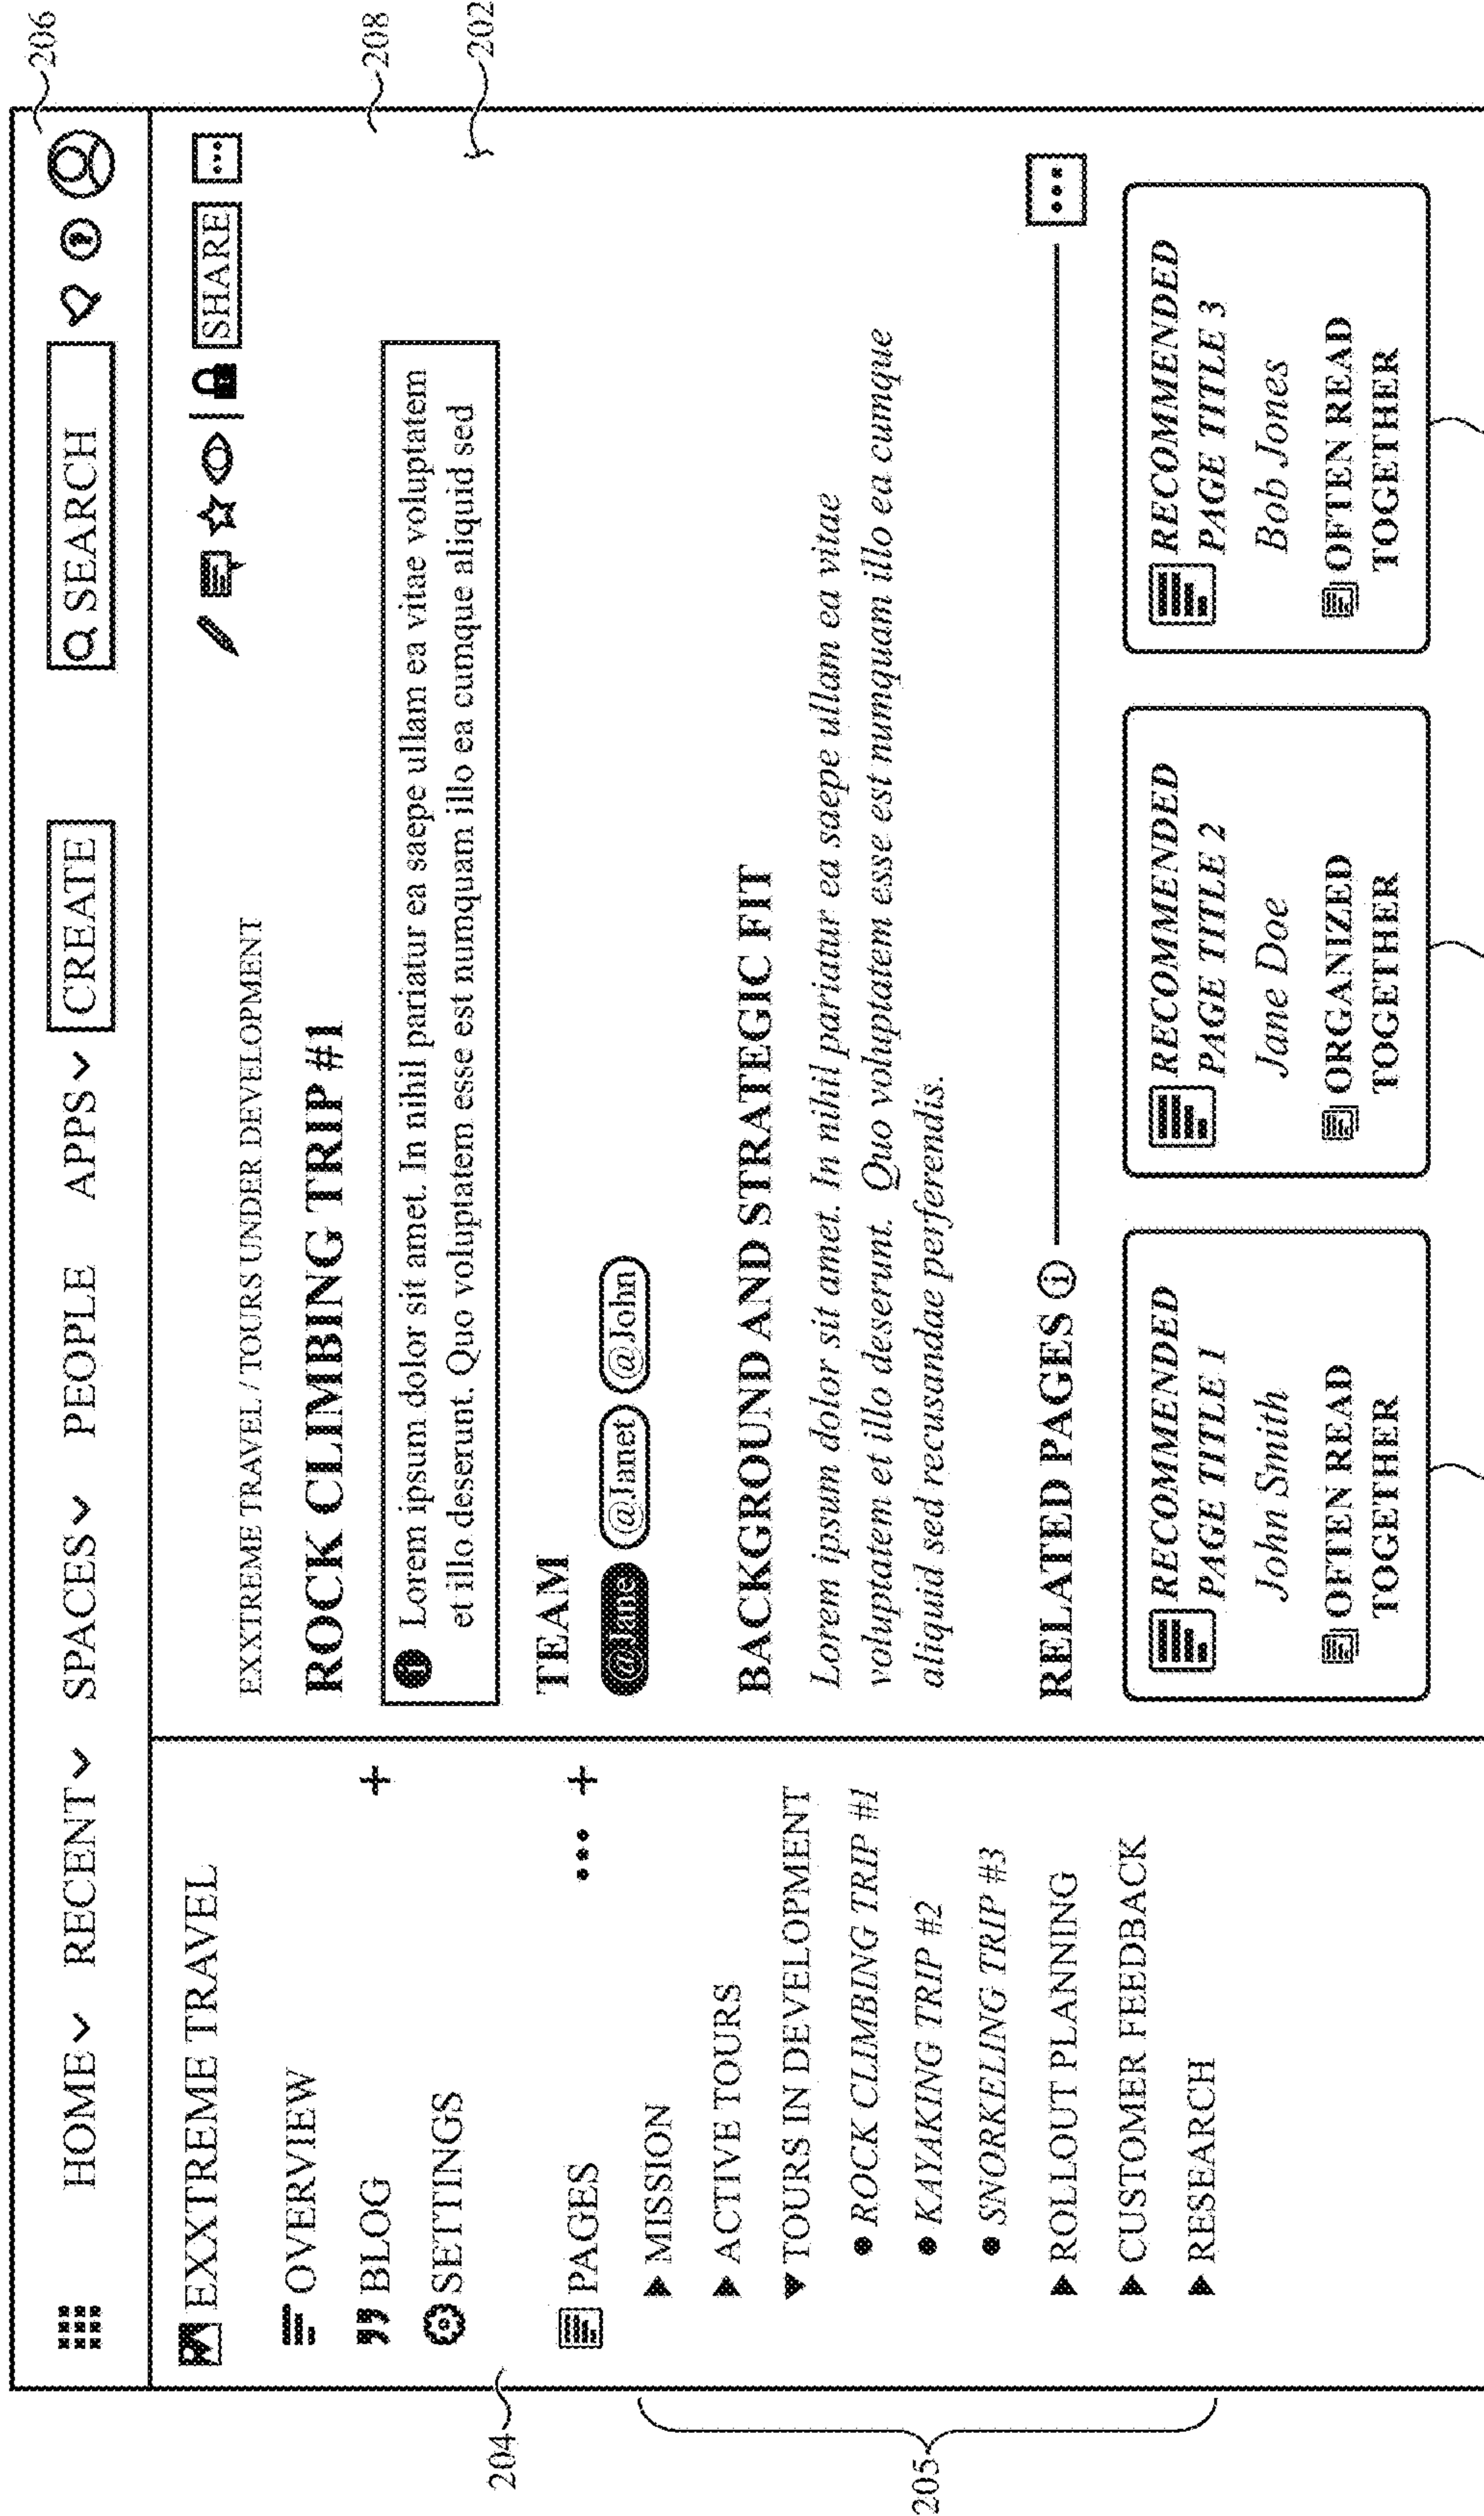 206
HOME RECENT SPACES PEOPLE APPS CREATE SEARCH ?
EXXTREME TRAVEL
OVERVIEW
BLOG +
SETTINGS
204
PAGES ••• +
MISSION
ACTIVE TOURS
TOURS IN DEVELOPMENT
• ROCK CLIMBING TRIP #1
• KAYAKING TRIP #2
• SNORKELING TRIP #3
ROLLOUT PLANNING
CUSTOMER FEEDBACK
RESEARCH
205
SHARE •••
EXXTREME TRAVEL / TOURS UNDER DEVELOPMENT
208
ROCK CLIMBING TRIP #1
202
i Lorem ipsum dolor sit amet. In nihil pariatur ea saepe ullam ea vitae voluptatem
et illo deserunt. Quo voluptatem esse est numquam illo ea cumque aliquid sed
TEAM
@Jane @Janet @John
BACKGROUND AND STRATEGIC FIT
Lorem ipsum dolor sit amet. In nihil pariatur ea saepe ullam ea vitae
voluptatem et illo deserunt. Quo voluptatem esse est numquam illo ea cumque
aliquid sed recusandae perferendis.
RELATED PAGES i •••
RECOMMENDED
PAGE TITLE 1
John Smith
OFTEN READ
TOGETHER
RECOMMENDED
PAGE TITLE 2
Jane Doe
ORGANIZED
TOGETHER
RECOMMENDED
PAGE TITLE 3
Bob Jones
OFTEN READ
TOGETHER